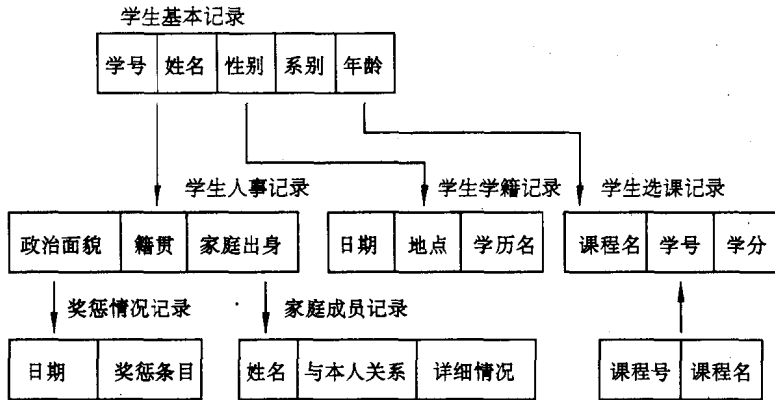 学生基本记录
学号 姓名 性别 系别 年龄
学生人事记录 学生学籍记录 学生选课记录
政治面貌 籍贯 家庭出身 日期 地点 学历名 课程名 学号 学分
奖惩情况记录 家庭成员记录
日期 奖惩条目 姓名 与本人关系 详细情况 课程号 课程名